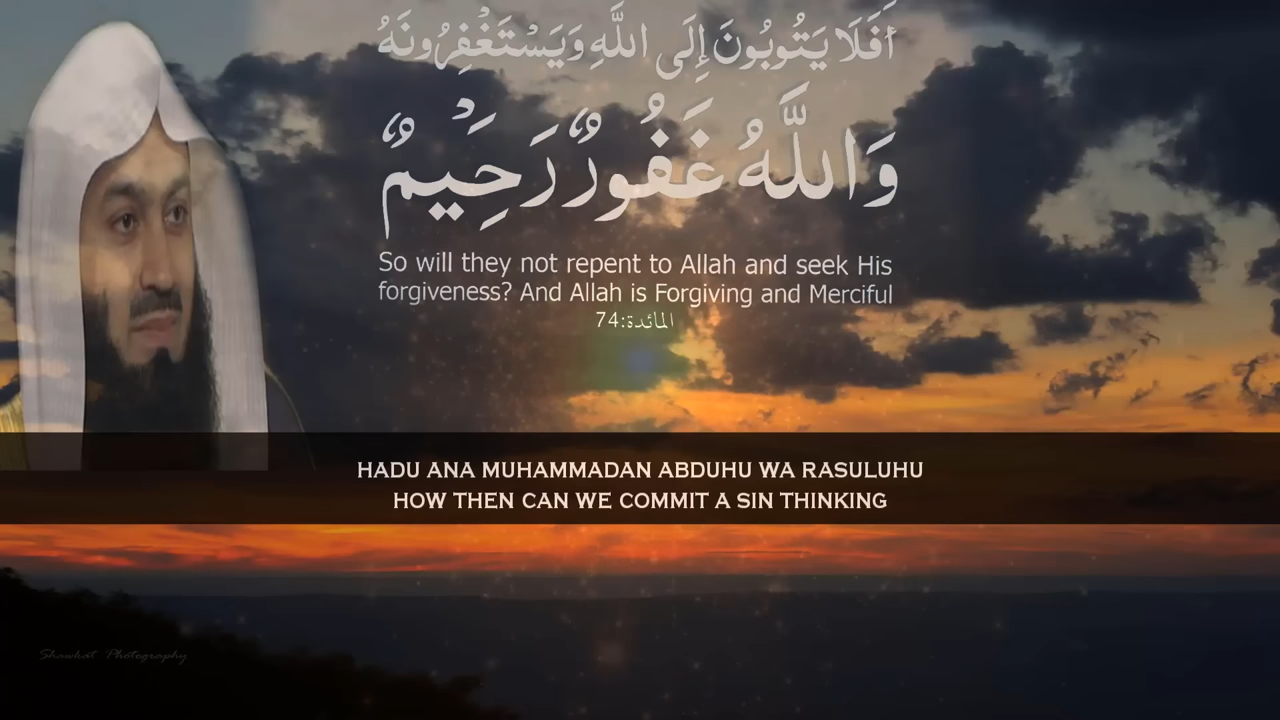 أَفَلَا يَتُوبُونَ إِلَى اللَّهِ وَيَسْتَغْفِرُونَهُ
وَاللَّهُ غَفُورٌ رَحِيمٌ
So will they not repent to Allah and seek His
forgiveness? And Allah is Forgiving and Merciful
المائدة:74
HADU ANA MUHAMMADAN ABDUHU WA RASULUHU
HOW THEN CAN WE COMMIT A SIN THINKING
Shawkat Photography